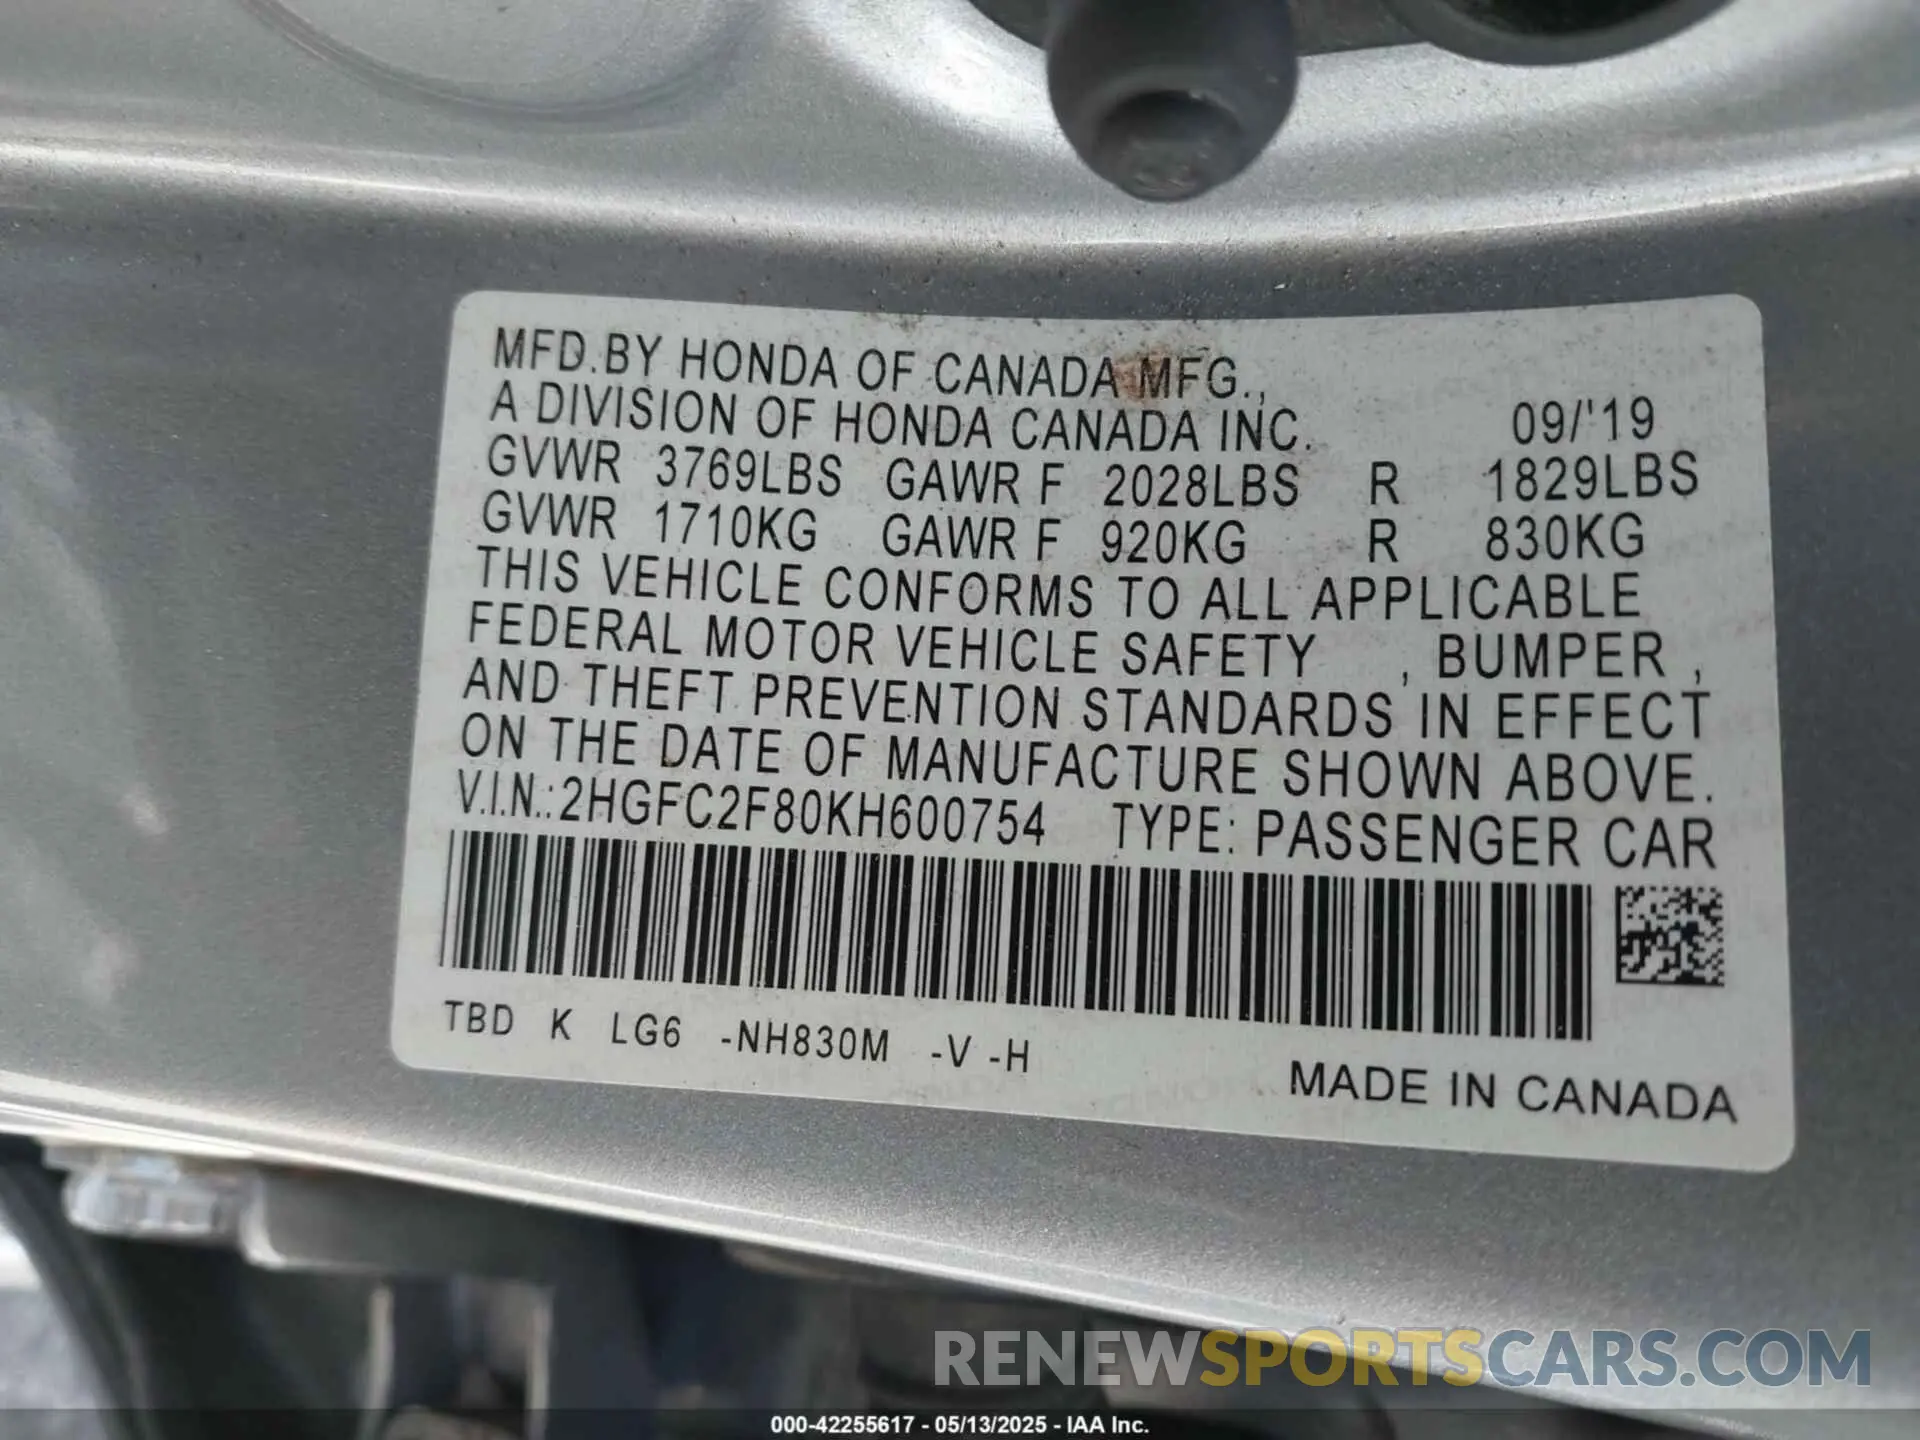 MFD.BY HONDA OF CANADA MFG.,
A DIVISION OF HONDA CANADA INC. 09/'19
GVWR 3769LBS GAWR F 2028LBS R 1829LBS
GVWR 1710KG GAWR F 920KG R 830KG
THIS VEHICLE CONFORMS TO ALL APPLICABLE
FEDERAL MOTOR VEHICLE SAFETY , BUMPER ,
AND THEFT PREVENTION STANDARDS IN EFFECT
ON THE DATE OF MANUFACTURE SHOWN ABOVE.
V.I.N.:2HGFC2F80KH600754 TYPE: PASSENGER CAR
TBD K LG6 -NH830M -V -H
MADE IN CANADA
RENEWSPORTSCARS.COM
000-42255617 - 05/13/2025 - IAA Inc.